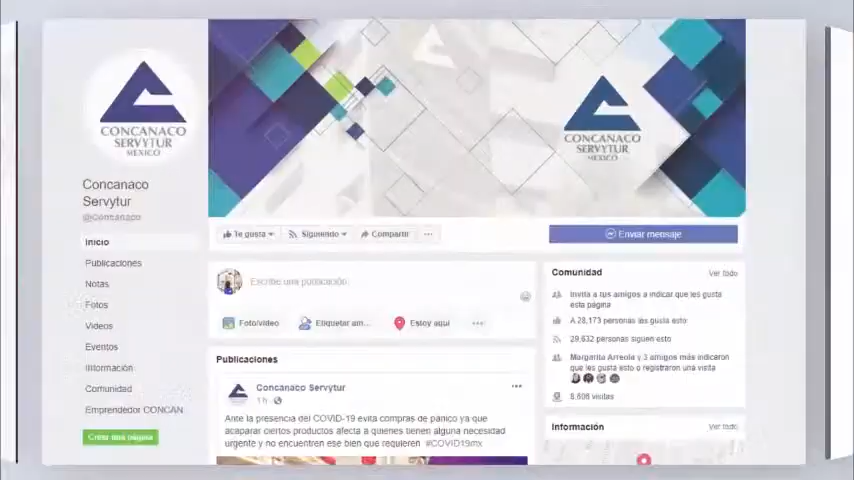 CONCANACO
SERVYTUR
MEXICO
CONCANACO
SERVYTUR
MEXICO
Concanaco
Servytur
@Concanaco
Inicio
Publicaciones
Notas
Fotos
Videos
Eventos
Información
Comunidad
Emprendedor CONCAN
Crear una página
Te gusta
Siguiendo
Compartir
...
Enviar mensaje
Escribe una publicación.
Foto/video
Etiquetar am...
Estoy aquí
...
Publicaciones
Concanaco Servytur
1 h
...
Ante la presencia del COVID-19 evita compras de panico ya que
acaparar ciertos productos afecta a quienes tienen alguna necesidad
urgente y no encuentren ese bien que requieren #COVID19mx
Comunidad
Ver todo
Invita a tus amigos a indicar que les gusta
esta página
A 28,173 personas les gusta esto
29,632 personas siguen esto
Margarita Arreola y 3 amigos más indicaron
que les gusta esto o registraron una visita
8,606 visitas
Información
Ver todo